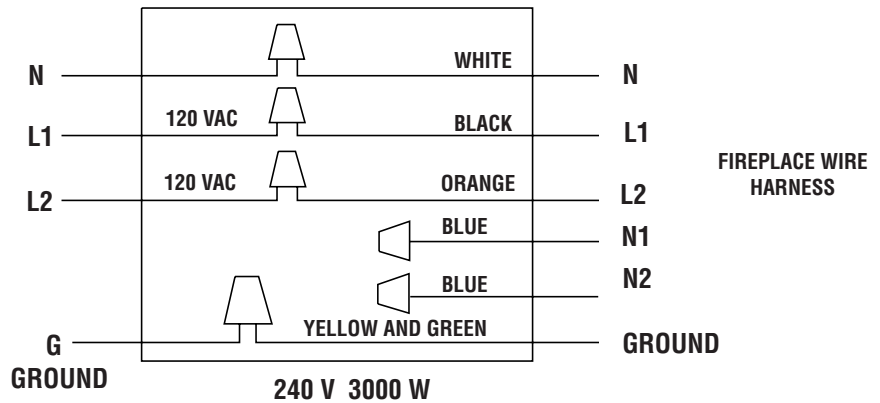 WHITE
N
N
120 VAC
BLACK
L1
L1
FIREPLACE WIRE
HARNESS
120 VAC
ORANGE
L2
L2
BLUE
N1
BLUE
N2
YELLOW AND GREEN
G
GROUND
GROUND
240 V 3000 W